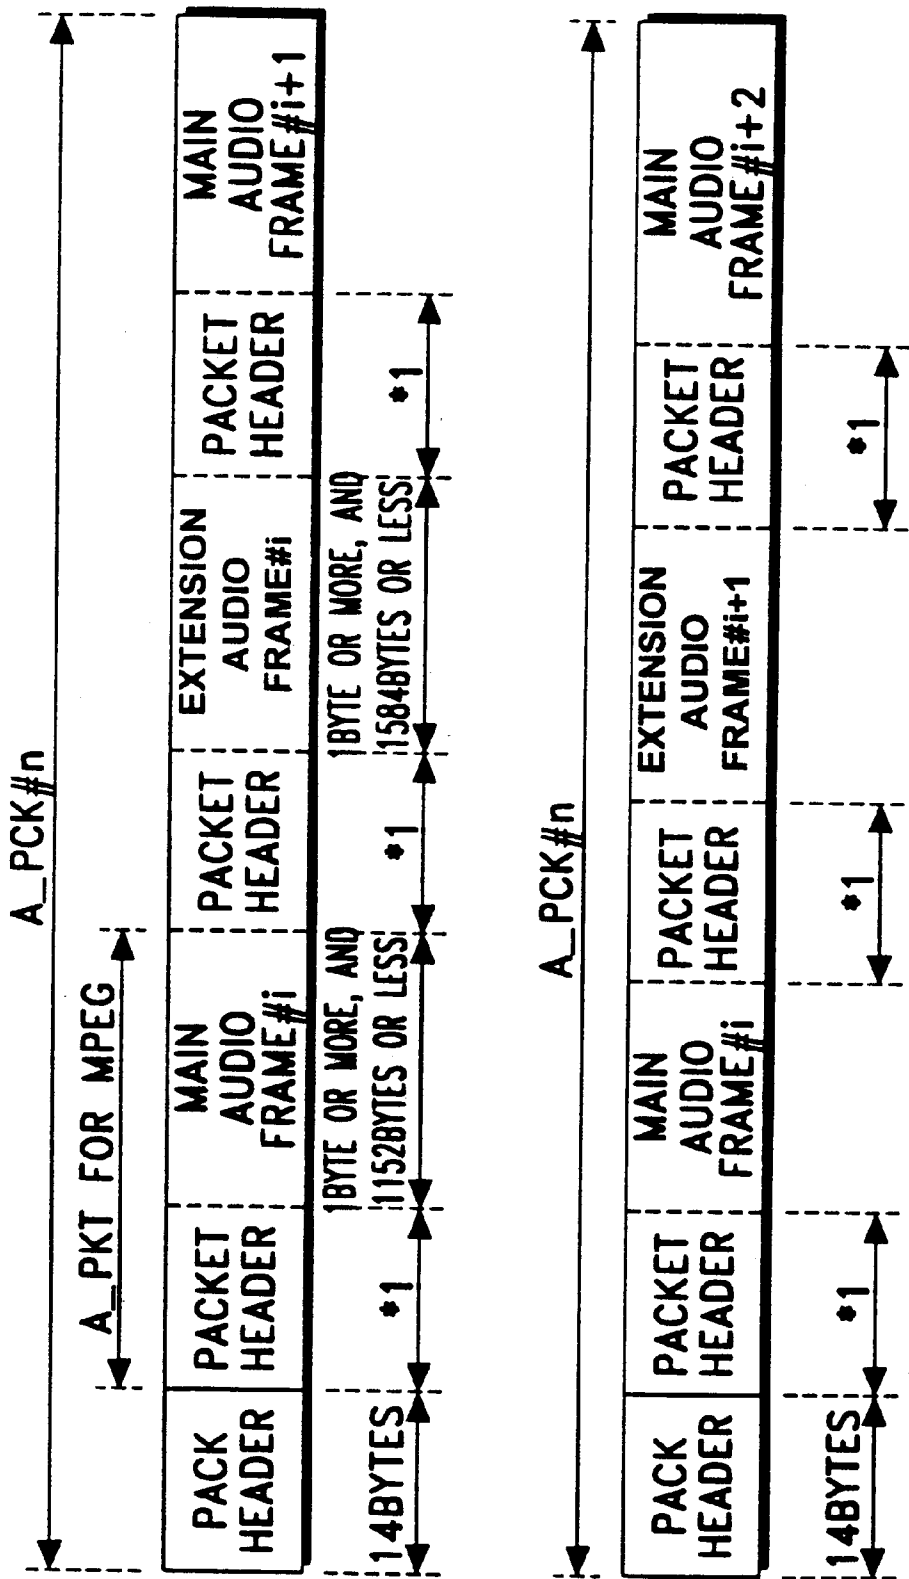 A_PCK#n
A_PKT FOR MPEG
PACK
HEADER
PACKET
HEADER
MAIN
AUDIO
FRAME#i
PACKET
HEADER
EXTENSION
AUDIO
FRAME#i
PACKET
HEADER
MAIN
AUDIO
FRAME#i+1
14BYTES
*1
1BYTE OR MORE, AND
1152BYTES OR LESS
*1
1BYTE OR MORE, AND
1584BYTES OR LESS
*1
A_PCK#n
PACK
HEADER
PACKET
HEADER
MAIN
AUDIO
FRAME#i
PACKET
HEADER
EXTENSION
AUDIO
FRAME#i+1
PACKET
HEADER
MAIN
AUDIO
FRAME#i+2
14BYTES
*1
*1
*1